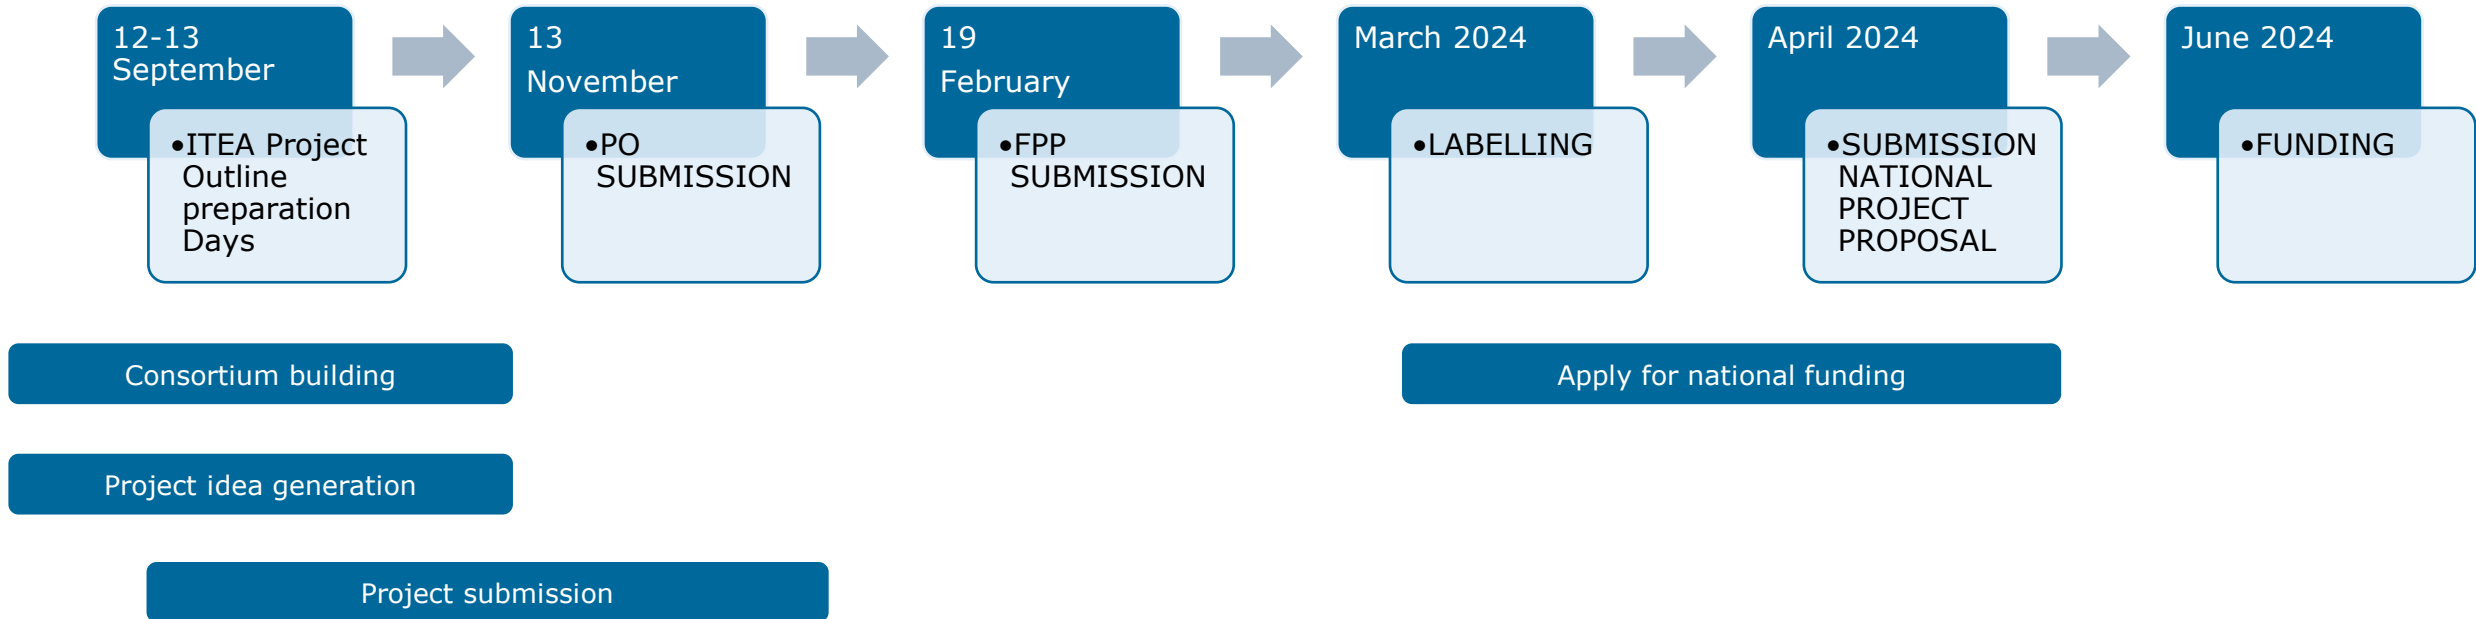 12-13
September
•ITEA Project
Outline
preparation
Days
13
November
•PO
SUBMISSION
19
February
•FPP
SUBMISSION
March 2024
•LABELLING
April 2024
•SUBMISSION
NATIONAL
PROJECT
PROPOSAL
June 2024
•FUNDING
Consortium building
Apply for national funding
Project idea generation
Project submission